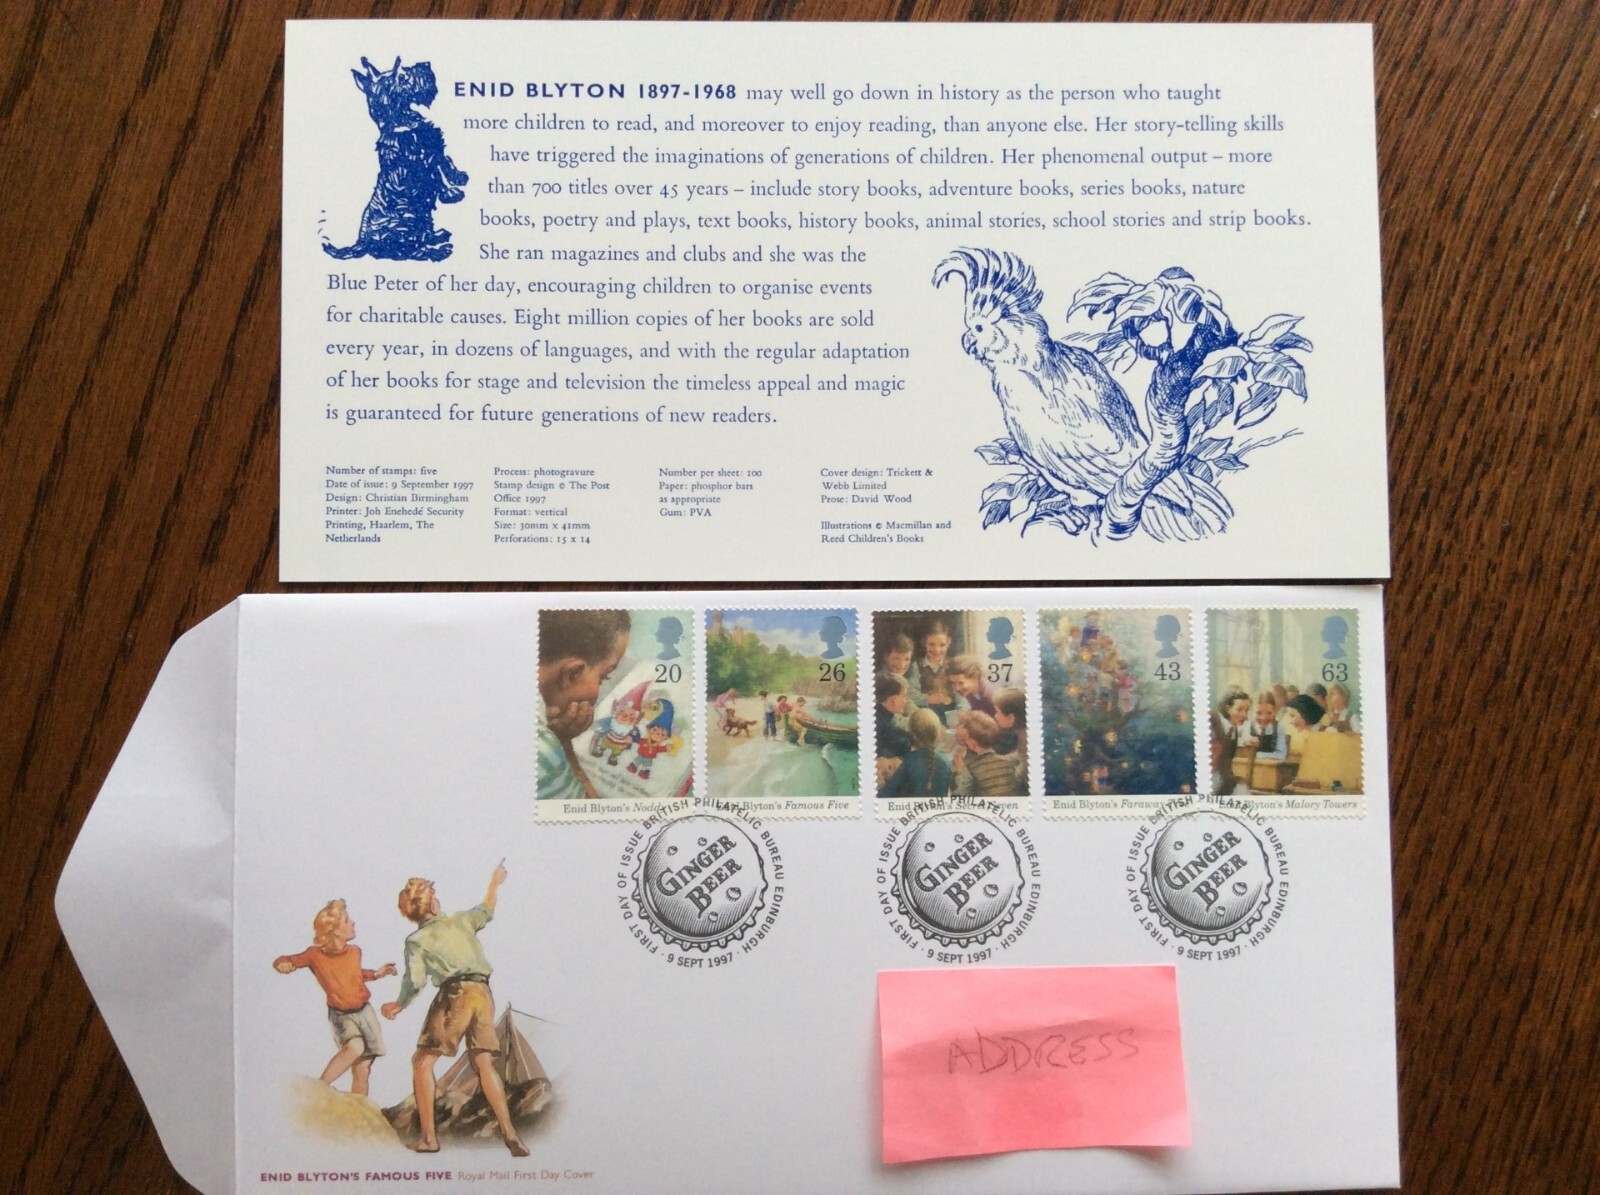 ENID BLYTON 1897-1968 may well go down in history as the person who taught
more children to read, and moreover to enjoy reading, than anyone else. Her story-telling skills
have triggered the imaginations of generations of children. Her phenomenal output – more
than 700 titles over 45 years – include story books, adventure books, series books, nature
books, poetry and plays, text books, history books, animal stories, school stories and strip books.
She ran magazines and clubs and she was the
Blue Peter of her day, encouraging children to organise events
for charitable causes. Eight million copies of her books are sold
every year, in dozens of languages, and with the regular adaptation
of her books for stage and television the timeless appeal and magic
is guaranteed for future generations of new readers.
Number of stamps: five
Date of issue: 9 September 1997
Design: Christian Birmingham
Printer: Joh Enehedé Security
Printing, Haarlem, The
Netherlands
Process: photogravure
Stamp design © The Post
Office 1997
Format: vertical
Size: 30mm x 41mm
Perforations: 15 x 14
Number per sheet: 100
Paper: phosphor bars
as appropriate
Gum: PVA
Cover design: Trickett &
Webb Limited
Prose: David Wood
Illustrations © Macmillan and
Reed Children's Books
20
26
37
43
63
Enid Blyton's Noddy
Enid Blyton's Famous Five
Enid Blyton's Secret Seven
Enid Blyton's Faraway
Enid Blyton's Malory Towers
FIRST DAY OF ISSUE BRITISH PHILATELIC BUREAU EDINBURGH
GINGER
BEER
· 9 SEPT 1997 ·
FIRST DAY OF ISSUE BRITISH PHILATELIC BUREAU EDINBURGH
GINGER
BEER
· 9 SEPT 1997 ·
FIRST DAY OF ISSUE BRITISH PHILATELIC BUREAU EDINBURGH
GINGER
BEER
· 9 SEPT 1997 ·
ADDRESS
ENID BLYTON'S FAMOUS FIVE Royal Mail First Day Cover